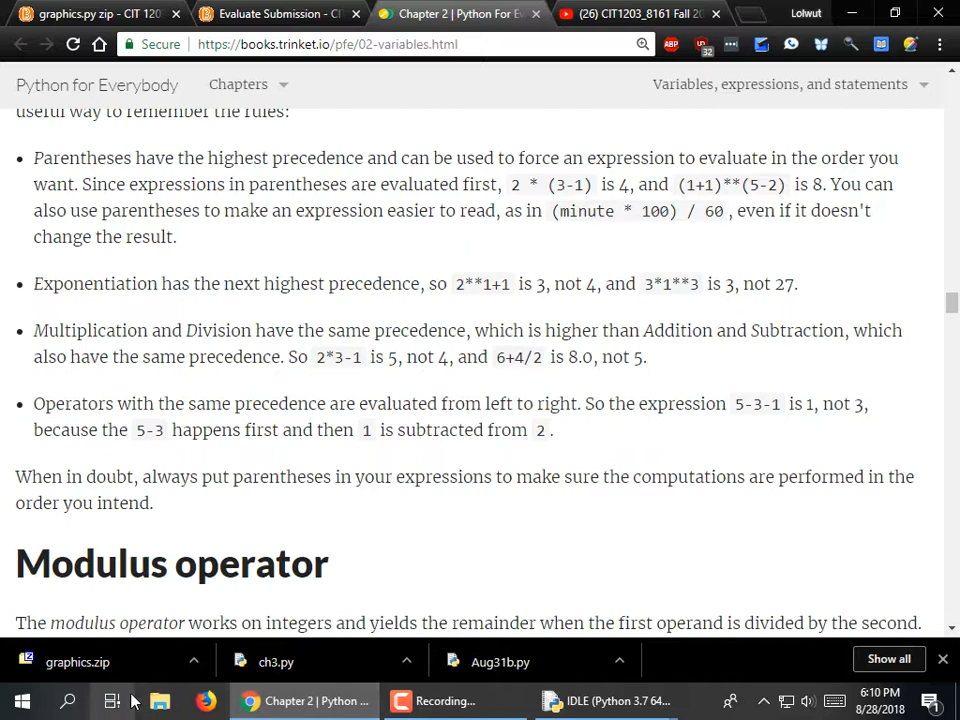 graphics.py zip - CIT 120
Evaluate Submission - CIT
Chapter 2 | Python For E
(26) CIT1203_8161 Fall 20
Lolwut
Secure | https://books.trinket.io/pfe/02-variables.html
ABP
32
Python for Everybody
Chapters
Variables, expressions, and statements
useful way to remember the rules:
• Parentheses have the highest precedence and can be used to force an expression to evaluate in the order you
want. Since expressions in parentheses are evaluated first, 2 * (3-1) is 4, and (1+1)**(5-2) is 8. You can
also use parentheses to make an expression easier to read, as in (minute * 100) / 60, even if it doesn't
change the result.
• Exponentiation has the next highest precedence, so 2**1+1 is 3, not 4, and 3*1**3 is 3, not 27.
• Multiplication and Division have the same precedence, which is higher than Addition and Subtraction, which
also have the same precedence. So 2*3-1 is 5, not 4, and 6+4/2 is 8.0, not 5.
• Operators with the same precedence are evaluated from left to right. So the expression 5-3-1 is 1, not 3,
because the 5-3 happens first and then 1 is subtracted from 2.
When in doubt, always put parentheses in your expressions to make sure the computations are performed in the
order you intend.
Modulus operator
The modulus operator works on integers and yields the remainder when the first operand is divided by the second.
graphics.zip
ch3.py
Aug31b.py
Show all
Chapter 2 | Python ...
Recording...
IDLE (Python 3.7 64...
6:10 PM
8/28/2018
1